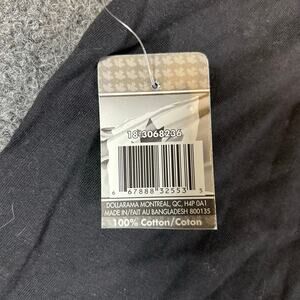 18-3068236
6 67888 32553 5
DOLLARAMA MONTREAL, QC, H4P 0A1
MADE IN/FAIT AU BANGLADESH 800135
100% Cotton/Coton